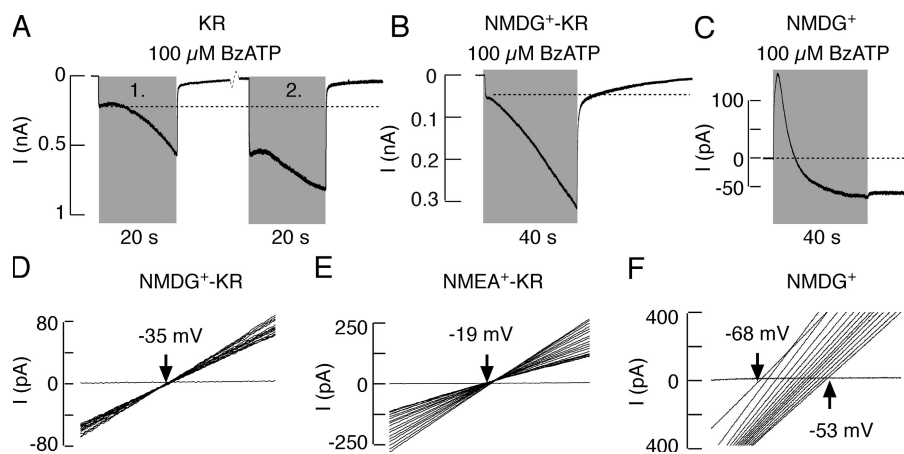 A
KR
100 µM BzATP
0
0.5
1
I (nA)
1.
2.
20 s
20 s
B
NMDG⁺-KR
100 µM BzATP
0
0.1
0.2
0.3
I (nA)
40 s
C
NMDG⁺
100 µM BzATP
100
0
-50
I (pA)
40 s
D
NMDG⁺-KR
80
0
-80
I (pA)
-35 mV
E
NMEA⁺-KR
250
0
-250
I (pA)
-19 mV
F
NMDG⁺
400
0
400
I (pA)
-68 mV
-53 mV